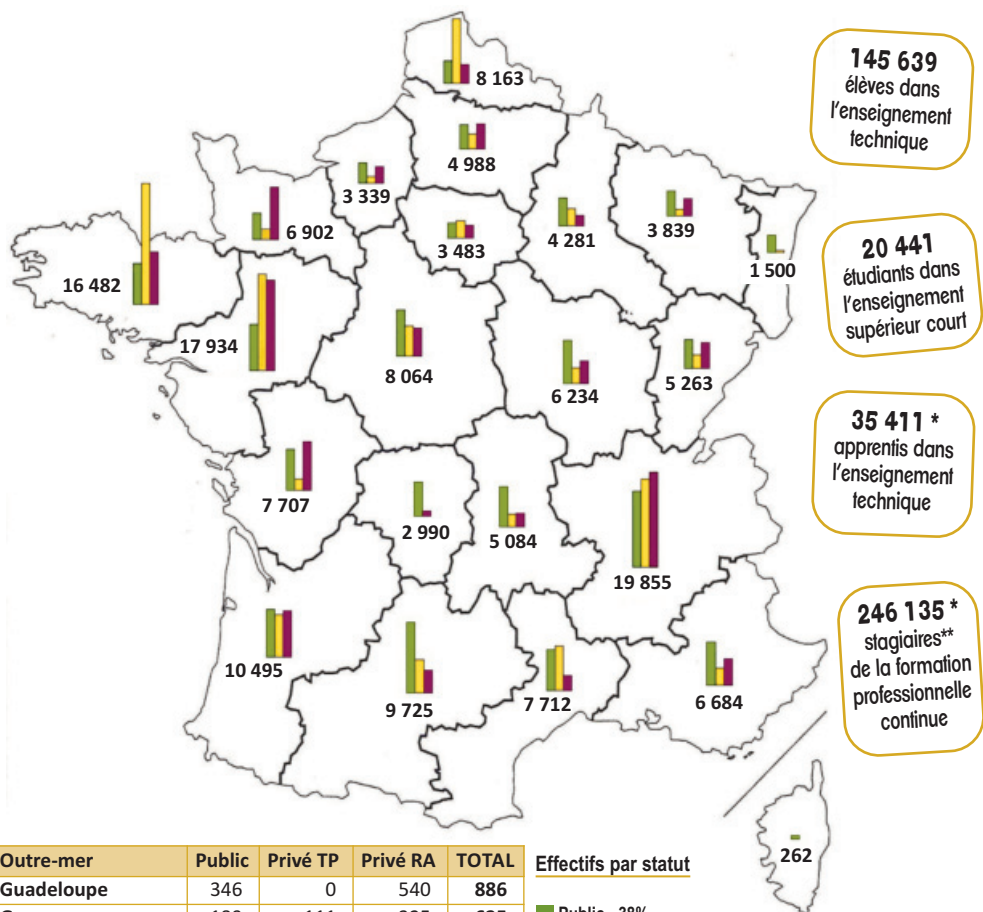 8 163
4 988
3 339
6 902
3 483
4 281
3 839
1 500
16 482
17 934
8 064
6 234
5 263
7 707
2 990
5 084
19 855
10 495
9 725
7 712
6 684
262
145 639
élèves dans
l'enseignement
technique
20 441
étudiants dans
l'enseignement
supérieur court
35 411 *
apprentis dans
l'enseignement
technique
246 135 *
stagiaires**
de la formation
professionnelle
continue
Outre-mer Public Privé TP Privé RA TOTAL
Guadeloupe 346 0 540 886
Effectifs par statut
Public 38%